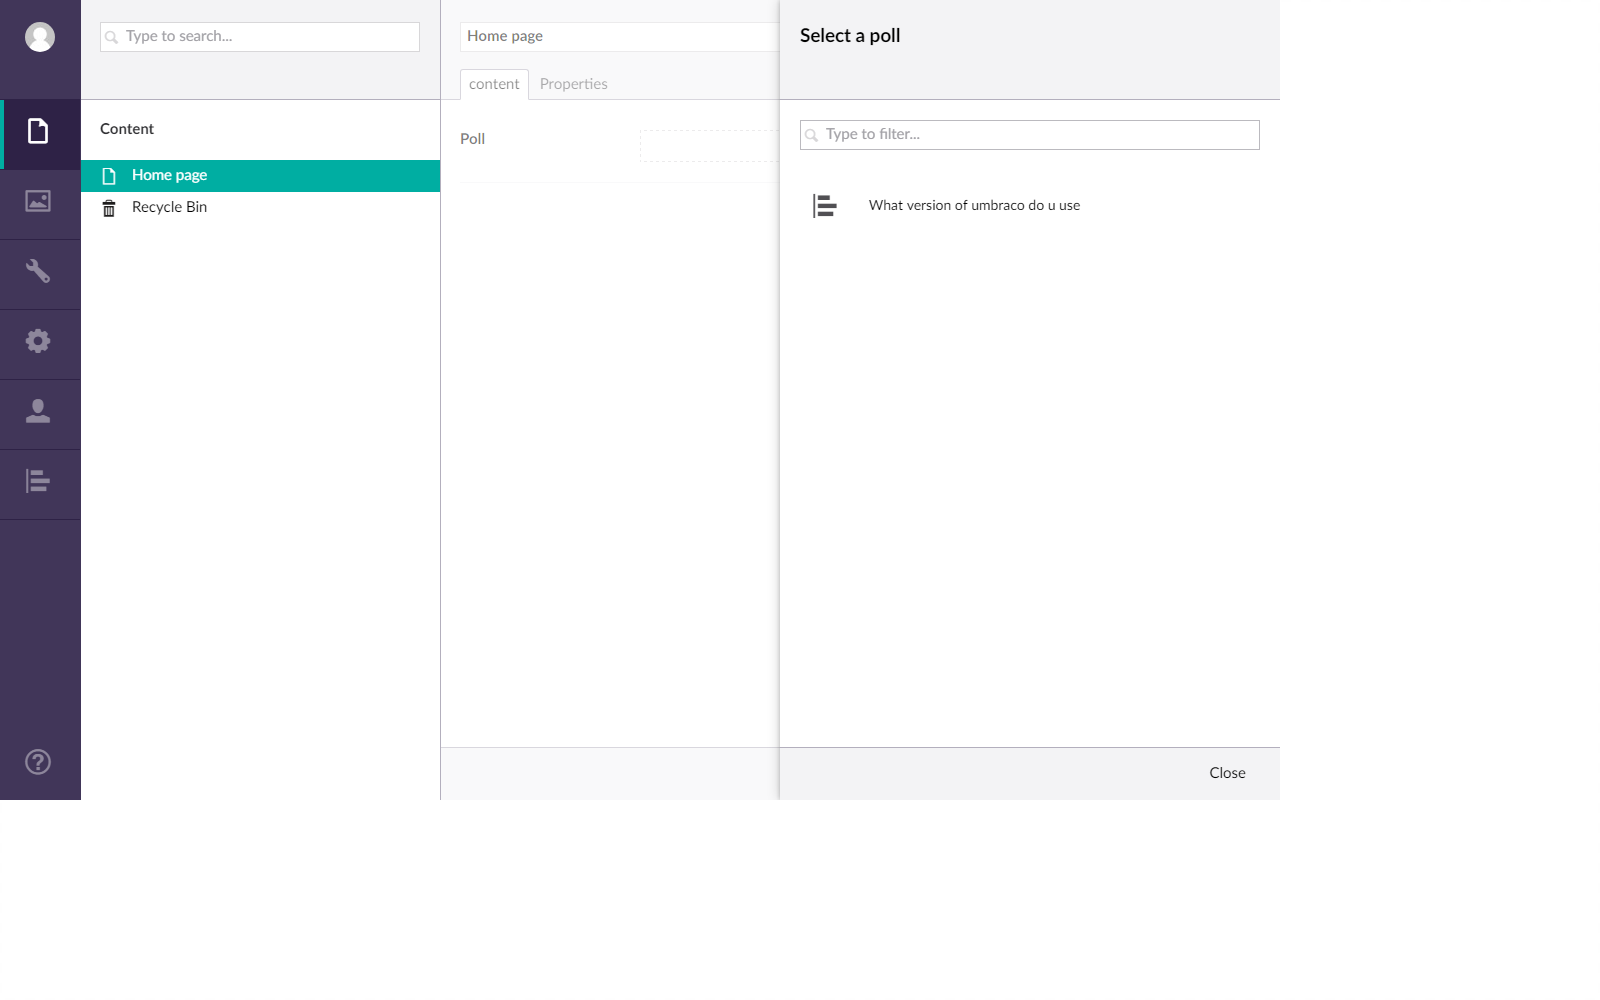 Type to search...
Content
Home page
Recycle Bin
Home page
content
Properties
Poll
Select a poll
Type to filter...
What version of umbraco do u use
Close